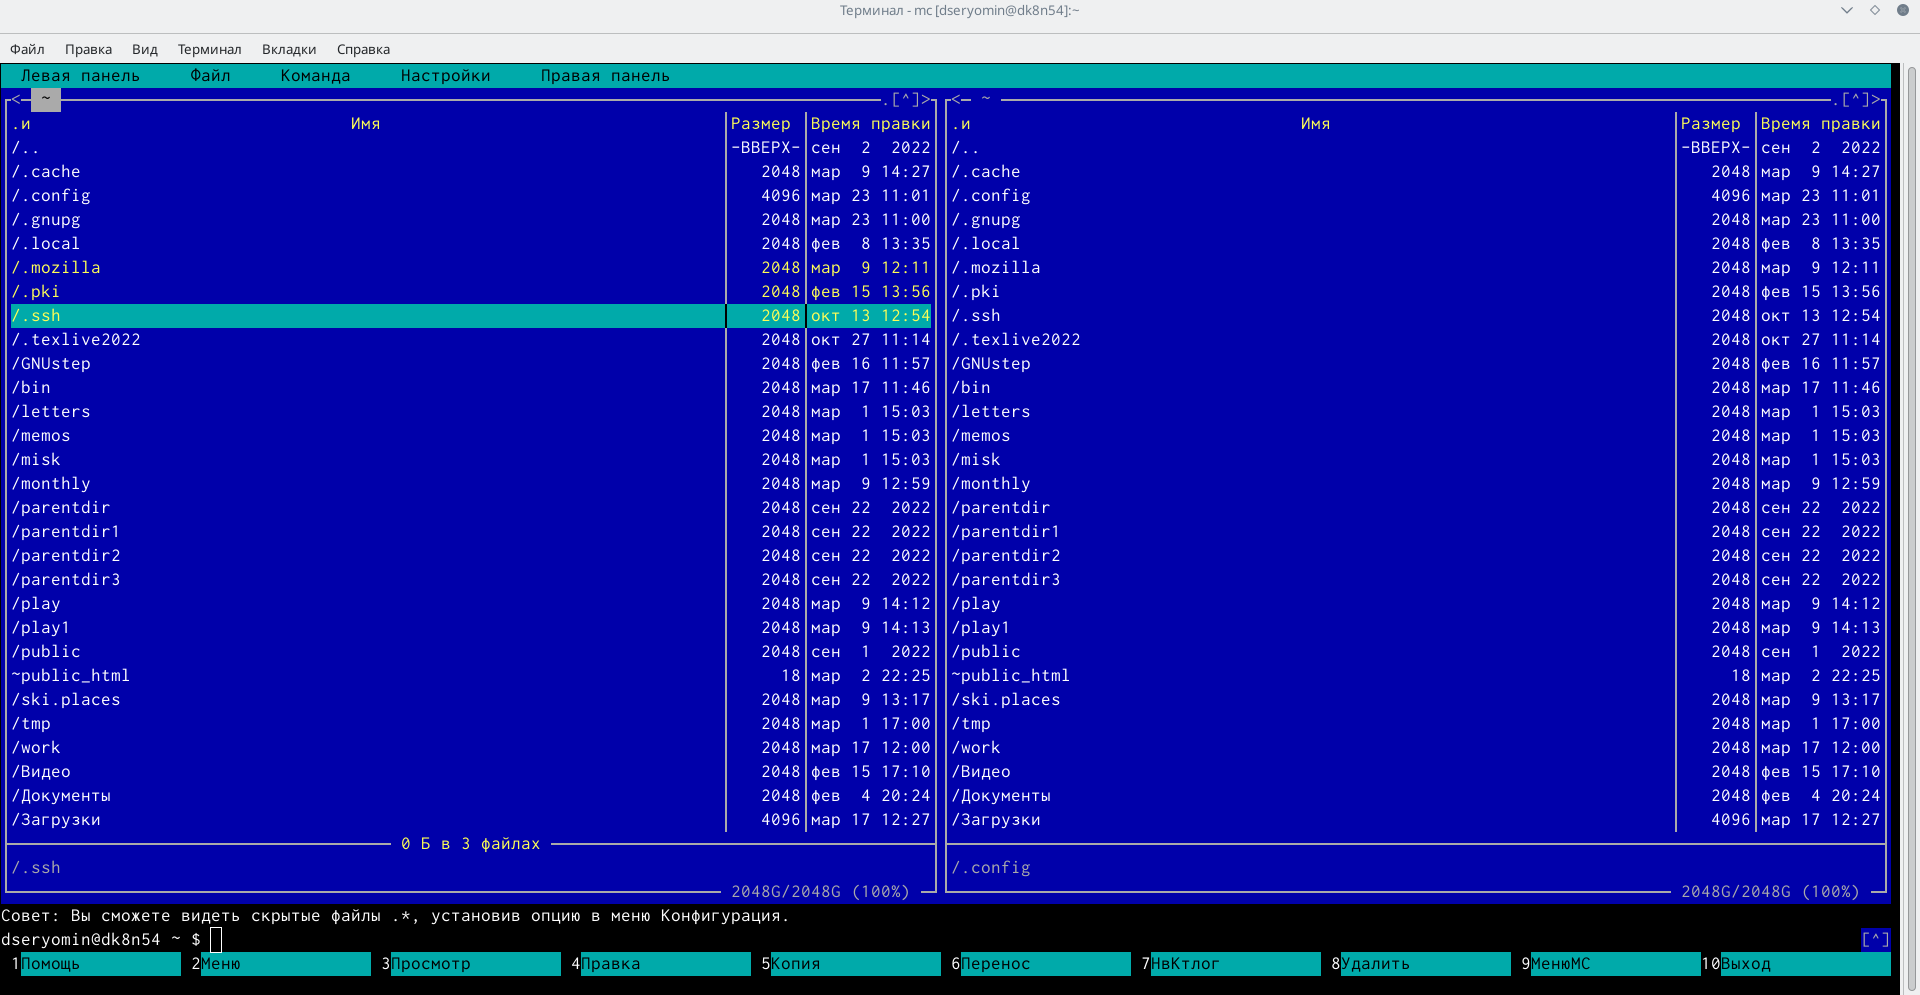 Терминал - mc [dseryomin@dk8n54]:~
Файл Правка Вид Терминал Вкладки Справка
Левая панель Файл Команда Настройки Правая панель
<- ~ .[^]> <- ~ .[^]>
.и Имя Размер Время правки .и Имя Размер Время правки
/.. -ВВЕРХ- сен 2 2022 /.. -ВВЕРХ- сен 2 2022
/.cache 2048 мар 9 14:27 /.cache 2048 мар 9 14:27
/.config 4096 мар 23 11:01 /.config 4096 мар 23 11:01
/.gnupg 2048 мар 23 11:00 /.gnupg 2048 мар 23 11:00
/.local 2048 фев 8 13:35 /.local 2048 фев 8 13:35
/.mozilla 2048 мар 9 12:11 /.mozilla 2048 мар 9 12:11
/.pki 2048 фев 15 13:56 /.pki 2048 фев 15 13:56
/.ssh 2048 окт 13 12:54 /.ssh 2048 окт 13 12:54
/.texlive2022 2048 окт 27 11:14 /.texlive2022 2048 окт 27 11:14
/GNUstep 2048 фев 16 11:57 /GNUstep 2048 фев 16 11:57
/bin 2048 мар 17 11:46 /bin 2048 мар 17 11:46
/letters 2048 мар 1 15:03 /letters 2048 мар 1 15:03
/memos 2048 мар 1 15:03 /memos 2048 мар 1 15:03
/misk 2048 мар 1 15:03 /misk 2048 мар 1 15:03
/monthly 2048 мар 9 12:59 /monthly 2048 мар 9 12:59
/parentdir 2048 сен 22 2022 /parentdir 2048 сен 22 2022
/parentdir1 2048 сен 22 2022 /parentdir1 2048 сен 22 2022
/parentdir2 2048 сен 22 2022 /parentdir2 2048 сен 22 2022
/parentdir3 2048 сен 22 2022 /parentdir3 2048 сен 22 2022
/play 2048 мар 9 14:12 /play 2048 мар 9 14:12
/play1 2048 мар 9 14:13 /play1 2048 мар 9 14:13
/public 2048 сен 1 2022 /public 2048 сен 1 2022
~public_html 18 мар 2 22:25 ~public_html 18 мар 2 22:25
/ski.places 2048 мар 9 13:17 /ski.places 2048 мар 9 13:17
/tmp 2048 мар 1 17:00 /tmp 2048 мар 1 17:00
/work 2048 мар 17 12:00 /work 2048 мар 17 12:00
/Видео 2048 фев 15 17:10 /Видео 2048 фев 15 17:10
/Документы 2048 фев 4 20:24 /Документы 2048 фев 4 20:24
/Загрузки 4096 мар 17 12:27 /Загрузки 4096 мар 17 12:27
0 Б в 3 файлах
/.ssh /.config
2048G/2048G (100%) 2048G/2048G (100%)
Совет: Вы сможете видеть скрытые файлы .*, установив опцию в меню Конфигурация.
dseryomin@dk8n54 ~ $ [^]
1Помощь 2Меню 3Просмотр 4Правка 5Копия 6Перенос 7НвКтлог 8Удалить 9МенюMC 10Выход